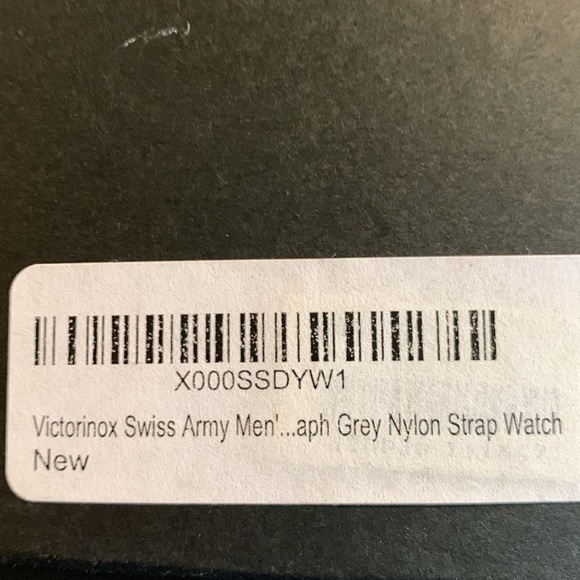 X000SSDYW1
Victorinox Swiss Army Men'...aph Grey Nylon Strap Watch
New